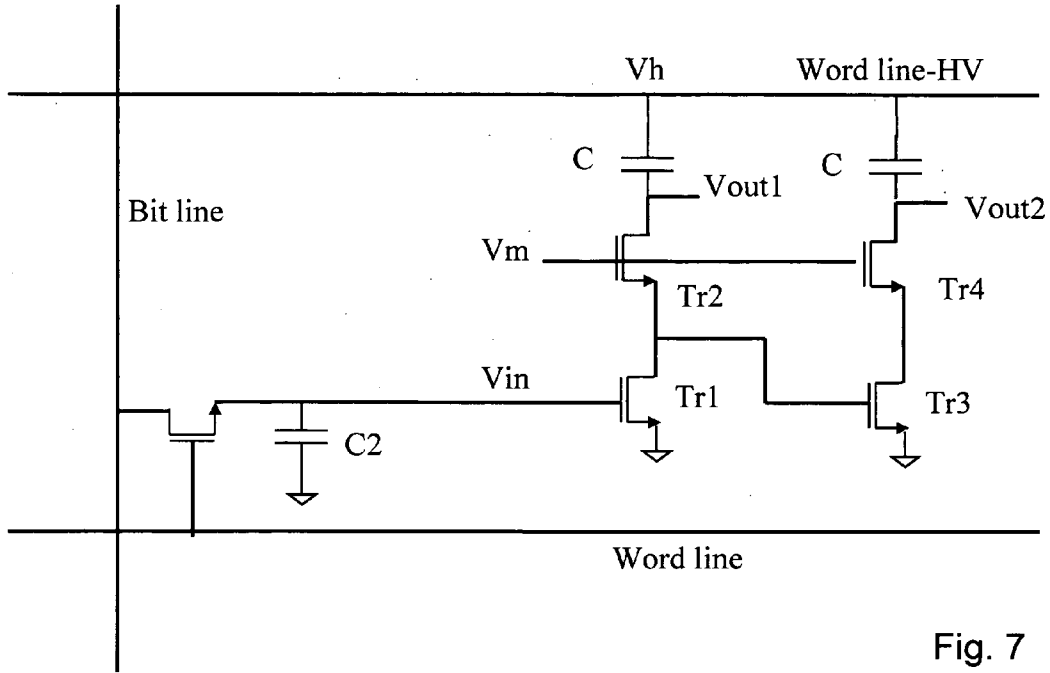 Vh
Word line-HV
C
C
Vout1
Vout2
Bit line
Vm
Tr2
Tr4
Vin
Tr1
Tr3
C2
Word line
Fig. 7